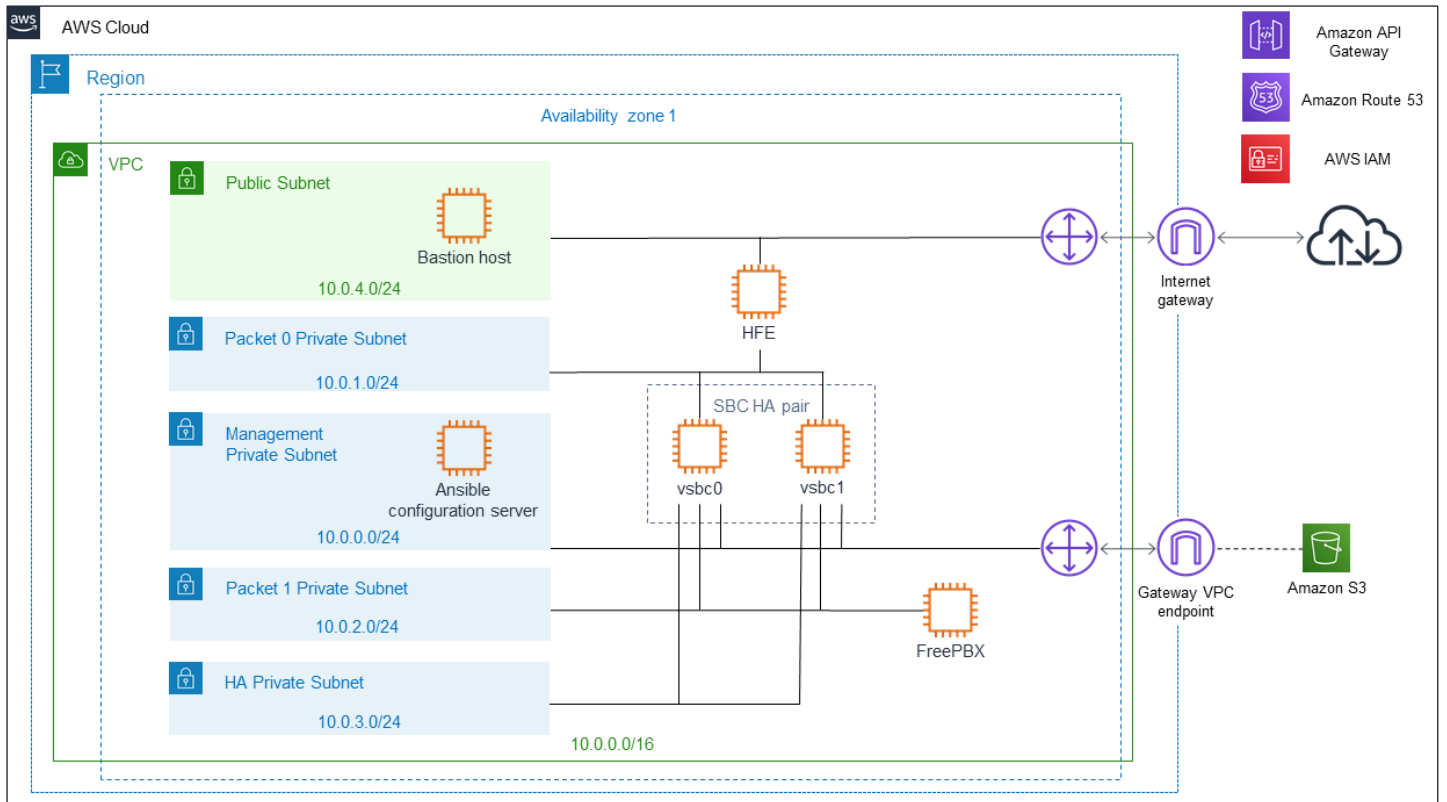 aws
AWS Cloud
Amazon API
Gateway
Region
53
Amazon Route 53
Availability zone 1
VPC
AWS IAM
Public Subnet
Bastion host
10.0.4.0/24
Internet
gateway
HFE
Packet 0 Private Subnet
10.0.1.0/24
SBC HA pair
Management
Private Subnet
vsbc0
vsbc1
Ansible
configuration server
10.0.0.0/24
Packet 1 Private Subnet
10.0.2.0/24
Gateway VPC
endpoint
Amazon S3
FreePBX
HA Private Subnet
10.0.3.0/24
10.0.0.0/16